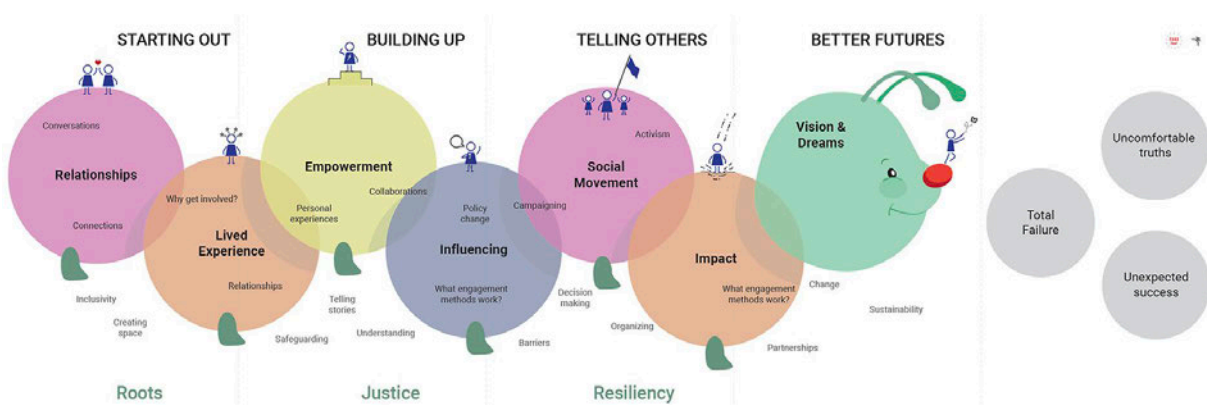 STARTING OUT
BUILDING UP
TELLING OTHERS
BETTER FUTURES
Conversations
Relationships
Connections
Why get involved?
Lived
Experience
Relationships
Empowerment
Collaborations
Personal
experiences
Policy
change
Influencing
What engagement
methods work?
Activism
Social
Movement
Campaigning
Impact
What engagement
methods work?
Vision &
Dreams
Inclusivity
Creating
space
Safeguarding
Telling
stories
Understanding
Barriers
Decision
making
Organizing
Partnerships
Change
Sustainability
Total
Failure
Uncomfortable
truths
Unexpected
success
Roots
Justice
Resiliency